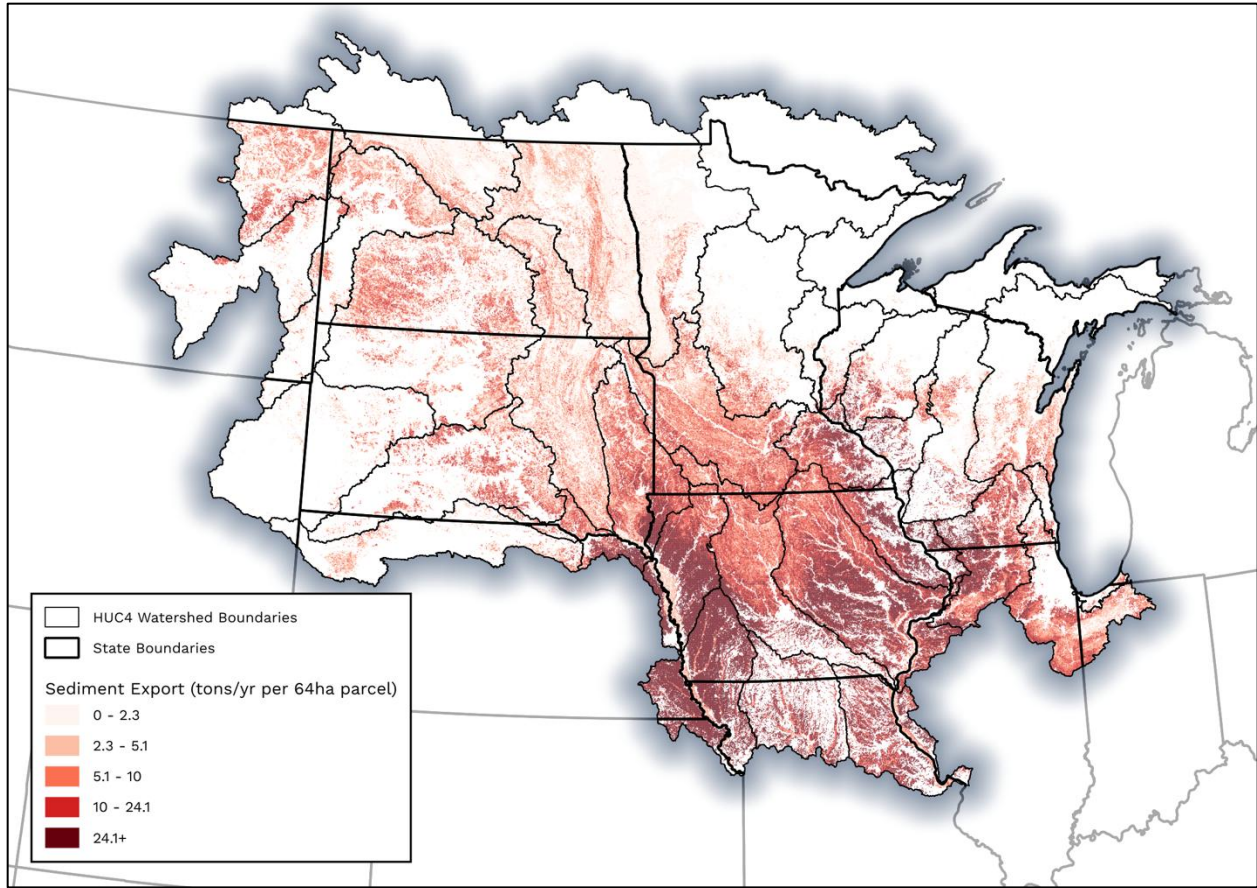 HUC4 Watershed Boundaries
State Boundaries
Sediment Export (tons/yr per 64ha parcel)
0 - 2.3
2.3 - 5.1
5.1 - 10
10 - 24.1
24.1+